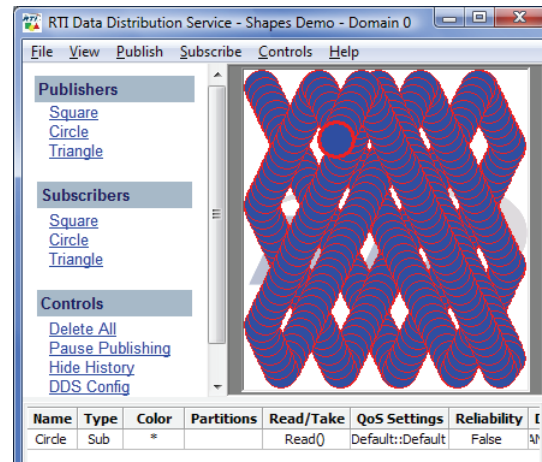 RTI Data Distribution Service - Shapes Demo - Domain 0
File View Publish Subscribe Controls Help
Publishers
Square
Circle
Triangle
Subscribers
Square
Circle
Triangle
Controls
Delete All
Pause Publishing
Hide History
DDS Config
Name Type Color Partitions Read/Take QoS Settings Reliability
Circle Sub * Read() Default::Default False